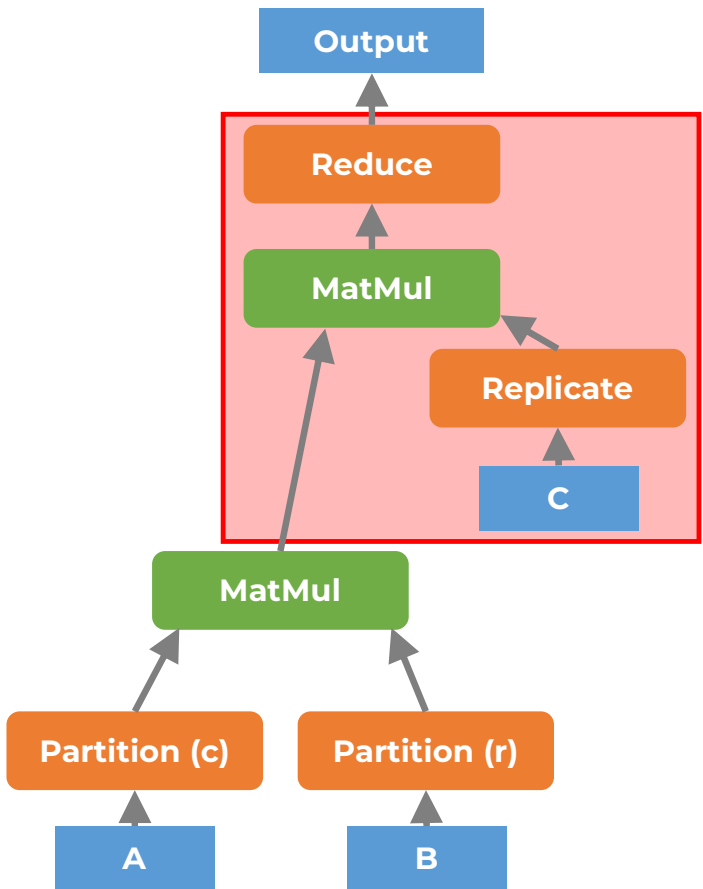 Output
Reduce
MatMul
Replicate
C
MatMul
Partition (c)
Partition (r)
A
B